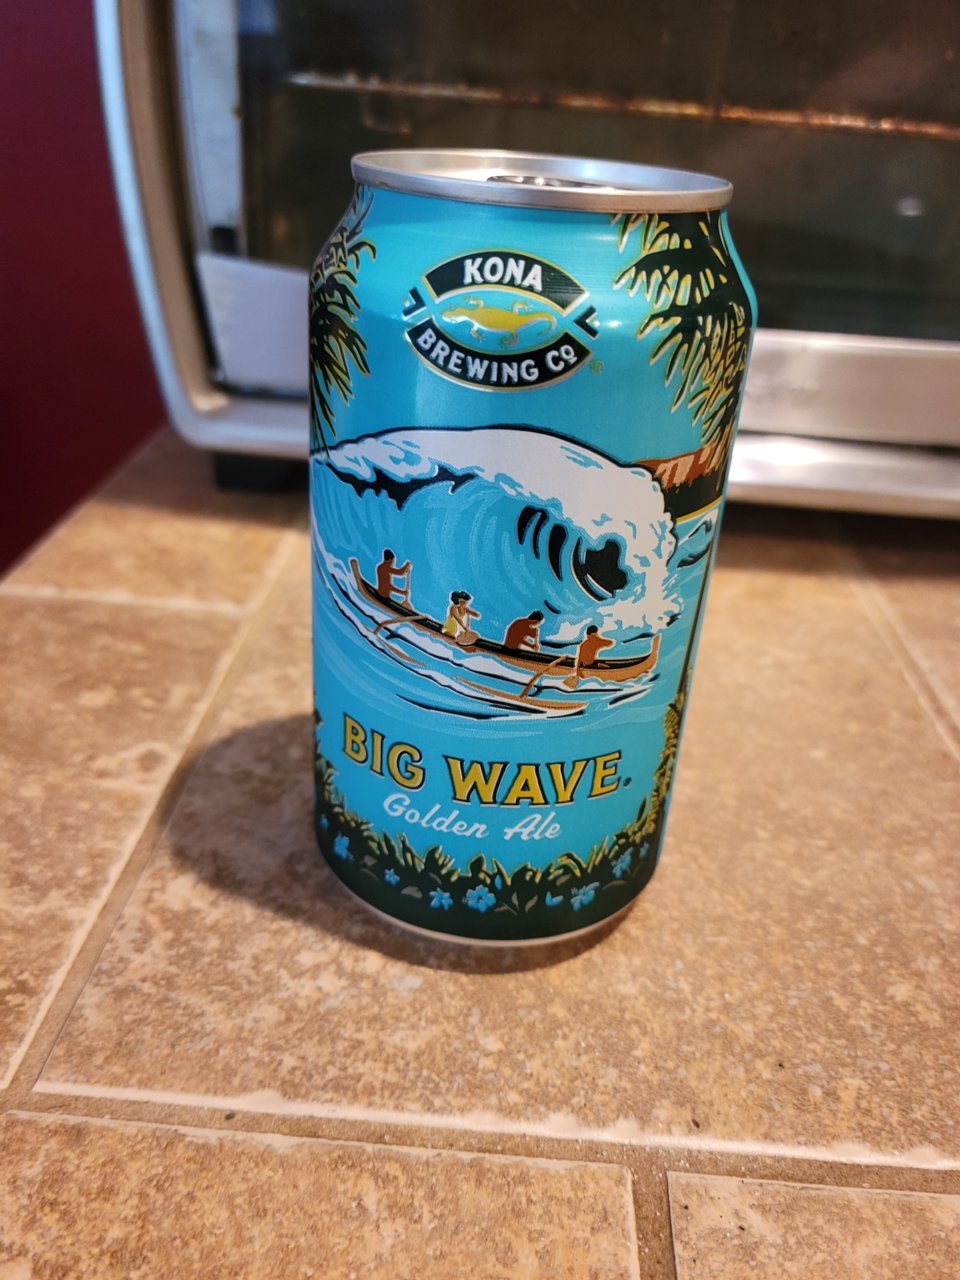 KONA
BREWING CO
BIG WAVE.
Golden Ale